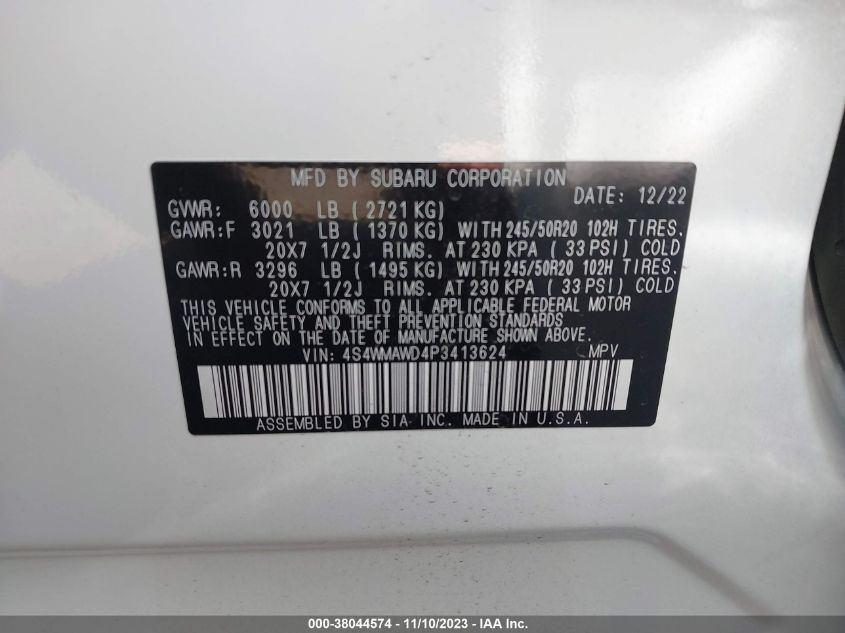 MFD BY SUBARU CORPORATION
DATE: 12/22
GVWR: 6000 LB ( 2721 KG)
GAWR:F 3021 LB ( 1370 KG) WITH 245/50R20 102H TIRES,
20X7 1/2J RIMS. AT 230 KPA ( 33 PSI) COLD
GAWR:R 3296 LB ( 1495 KG) WITH 245/50R20 102H TIRES,
20X7 1/2J RIMS. AT 230 KPA ( 33 PSI) COLD
THIS VEHICLE CONFORMS TO ALL APPLICABLE FEDERAL MOTOR
VEHICLE SAFETY AND THEFT PREVENTION STANDARDS
IN EFFECT ON THE DATE OF MANUFACTURE SHOWN ABOVE.
VIN: 4S4WMAWD4P3413624 MPV
ASSEMBLED BY SIA INC. MADE IN U.S.A.
000-38044574 - 11/10/2023 - IAA Inc.